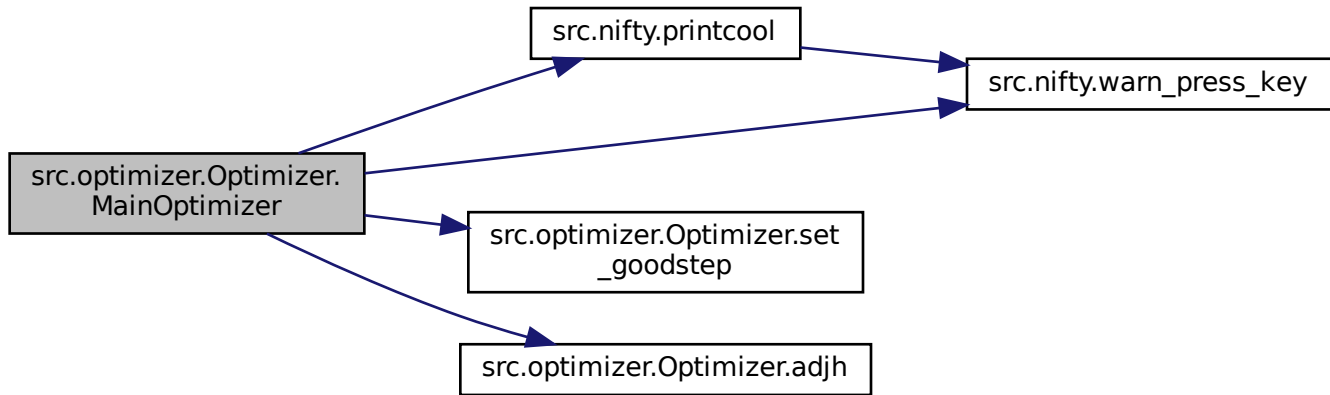 src.nifty.printcool
src.nifty.warn_press_key
src.optimizer.Optimizer.
MainOptimizer
src.optimizer.Optimizer.set
_goodstep
src.optimizer.Optimizer.adjh